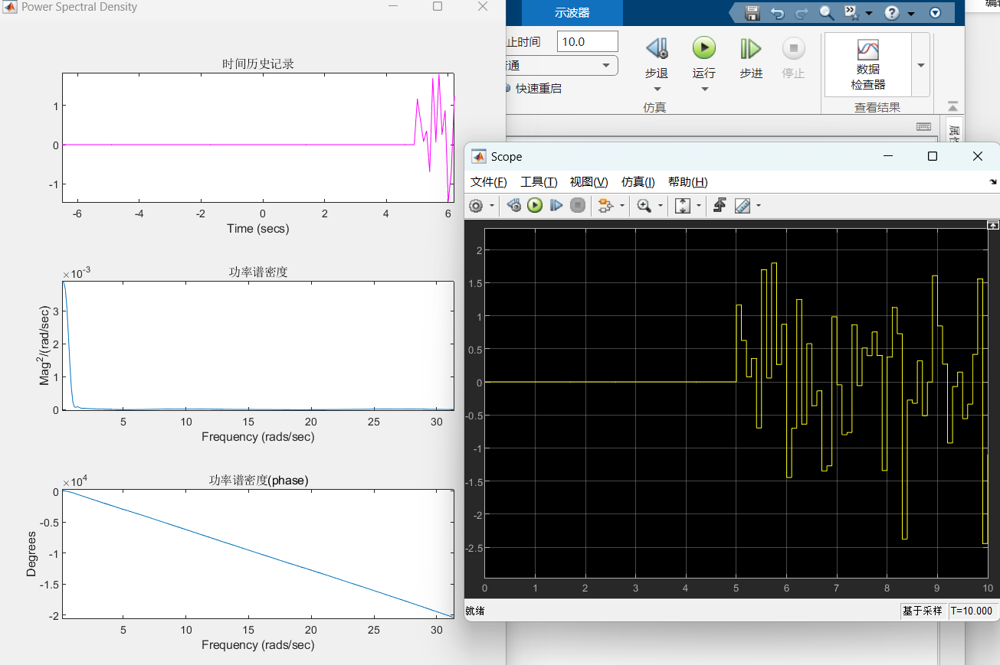 Power Spectral Density
时间历史记录
1
0
-1
-6 -4 -2 0 2 4 6
Time (secs)
×10-3
功率谱密度
3
2
1
0
Mag2/(rad/sec)
5 10 15 20 25 30
Frequency (rads/sec)
×104
功率谱密度(phase)
0
-0.5
-1
-1.5
-2
Degrees
5 10 15 20 25 30
Frequency (rads/sec)
示波器
止时间 10.0
通
快速重启
步退
运行
步进
停止
仿真
数据
检查器
查看结果
Scope
文件(F) 工具(T) 视图(V) 仿真(I) 帮助(H)
2
1.5
1
0.5
0
-0.5
-1
-1.5
-2
-2.5
0 1 2 3 4 5 6 7 8 9 10
就绪
基于采样 T=10.000